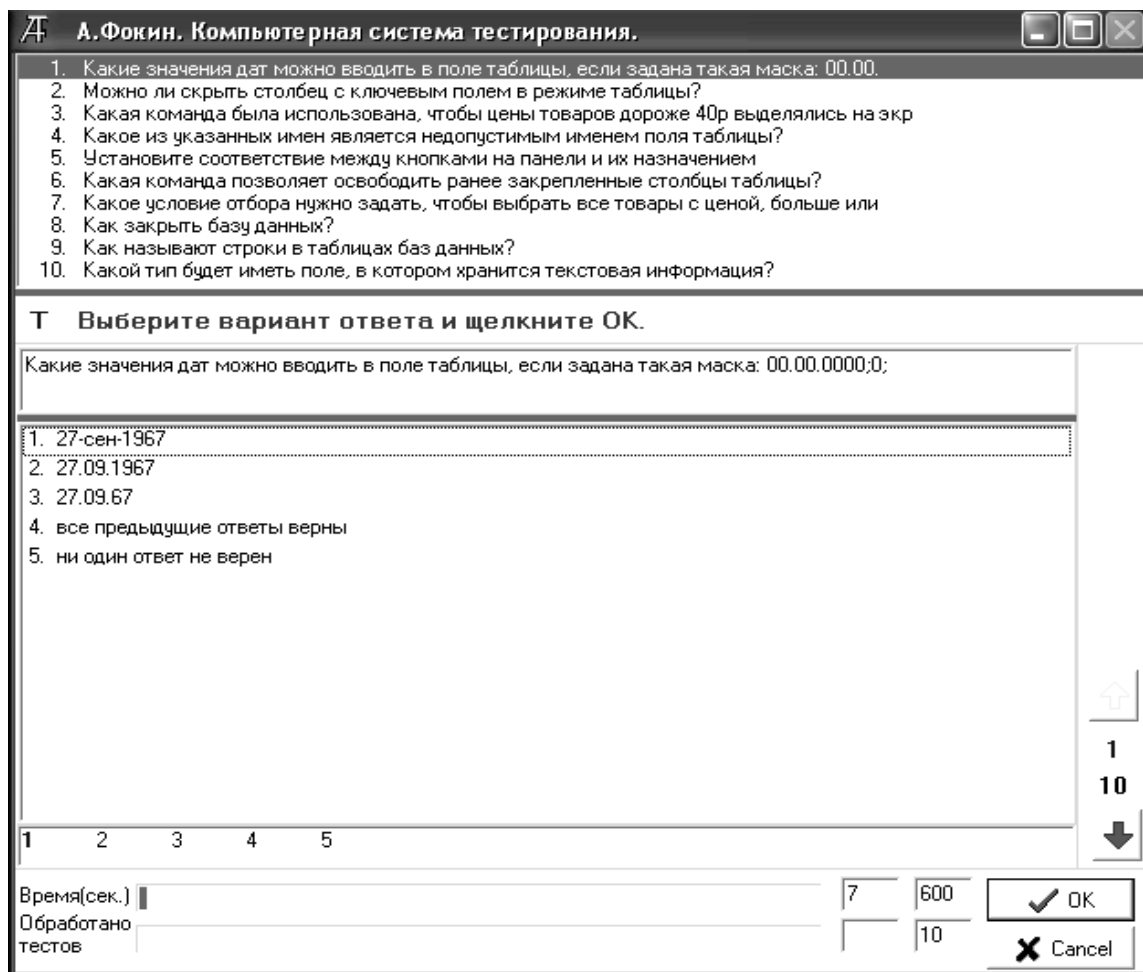 А.Фокин. Компьютерная система тестирования.
1. Какие значения дат можно вводить в поле таблицы, если задана такая маска: 00.00.
2. Можно ли скрыть столбец с ключевым полем в режиме таблицы?
3. Какая команда была использована, чтобы цены товаров дороже 40р выделялись на экр
4. Какое из указанных имен является недопустимым именем поля таблицы?
5. Установите соответствие между кнопками на панели и их назначением
6. Какая команда позволяет освободить ранее закрепленные столбцы таблицы?
7. Какое условие отбора нужно задать, чтобы выбрать все товары с ценой, больше или
8. Как закрыть базу данных?
9. Как называют строки в таблицах баз данных?
10. Какой тип будет иметь поле, в котором хранится текстовая информация?
Т Выберите вариант ответа и щелкните ОК.
Какие значения дат можно вводить в поле таблицы, если задана такая маска: 00.00.0000;0;
1. 27-сен-1967
2. 27.09.1967
3. 27.09.67
4. все предыдущие ответы верны
5. ни один ответ не верен
1
10
1 2 3 4 5
Время(сек.) 7 600 OK
Обработано
тестов 10 Cancel